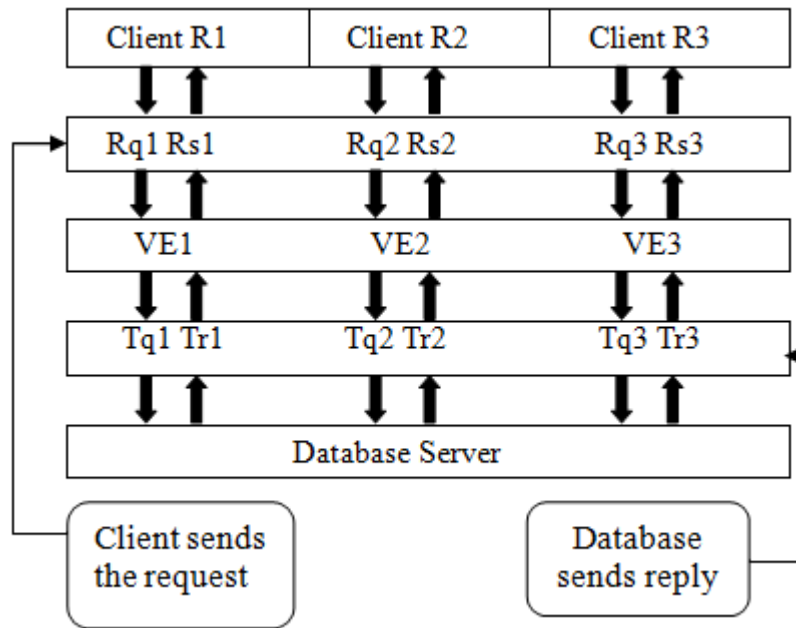 Client R1 Client R2 Client R3
Rq1 Rs1 Rq2 Rs2 Rq3 Rs3
VE1 VE2 VE3
Tq1 Tr1 Tq2 Tr2 Tq3 Tr3
Database Server
Client sends
the request
Database
sends reply